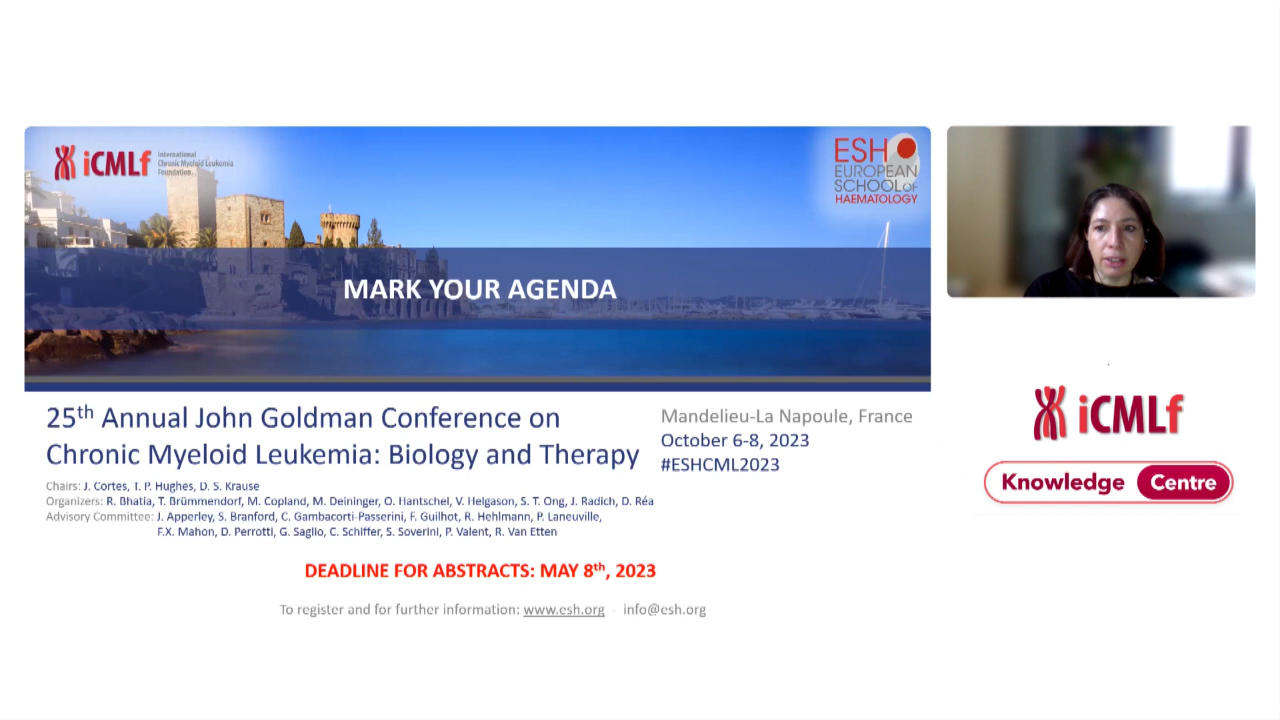 iCMLf International
Chronic Myeloid Leukemia
Foundation
ESH
EUROPEAN
SCHOOL OF
HAEMATOLOGY
MARK YOUR AGENDA
25th Annual John Goldman Conference on
Chronic Myeloid Leukemia: Biology and Therapy
Mandelieu-La Napoule, France
October 6-8, 2023
#ESHCML2023
Chairs: J. Cortes, T. P. Hughes, D. S. Krause
Organizers: R. Bhatia, T. Brümmendorf, M. Copland, M. Deininger, O. Hantschel, V. Helgason, S. T. Ong, J. Radich, D. Réa
Advisory Committee: J. Apperley, S. Branford, C. Gambacorti-Passerini, F. Guilhot, R. Hehlmann, P. Laneuville,
F.X. Mahon, D. Perrotti, G. Saglio, C. Schiffer, S. Soverini, P. Valent, R. Van Etten
DEADLINE FOR ABSTRACTS: MAY 8th, 2023
To register and for further information: www.esh.org - info@esh.org
iCMLf
Knowledge Centre